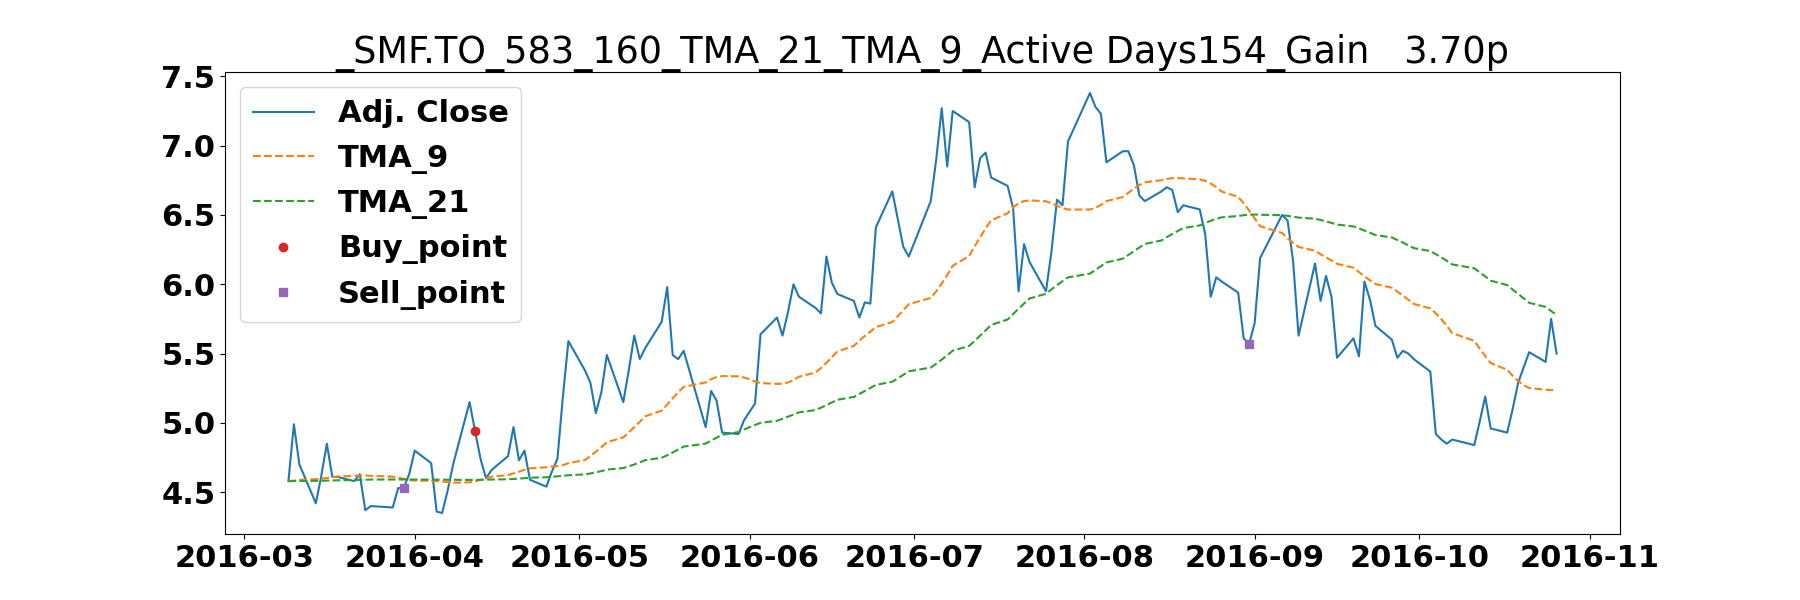 _SMF.TO_583_160_TMA_21_TMA_9_Active Days154_Gain   3.70p
7.5
7.0
6.5
6.0
5.5
5.0
4.5
Adj. Close
TMA_9
TMA_21
Buy_point
Sell_point
2016-03 2016-04 2016-05 2016-06 2016-07 2016-08 2016-09 2016-10 2016-11